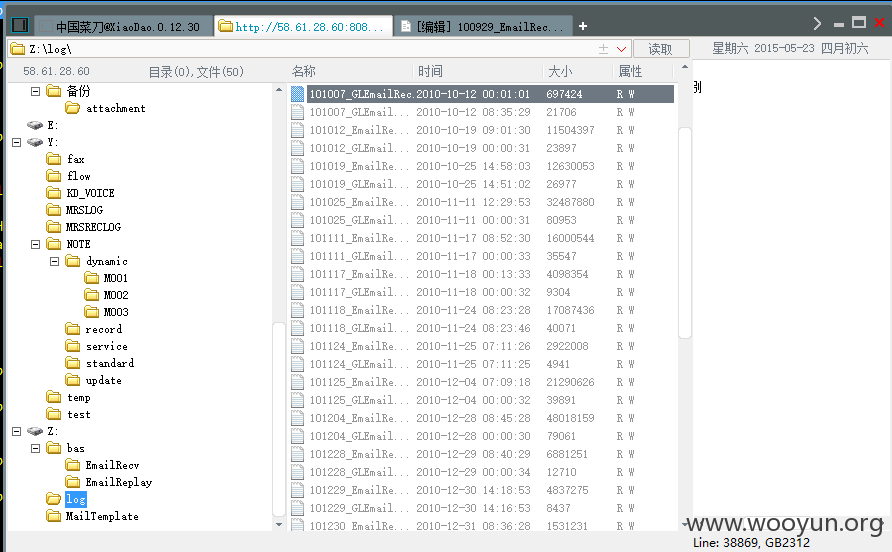 中国菜刀@XiaoDao.0.12.30
http://58.61.28.60:808...
[编辑] 100929_EmailRec...
+
Z:\log\
读取
星期六 2015-05-23 四月初六
58.61.28.60
目录(0),文件(50)
名称 时间 大小 属性
备份
attachment
E:
Y:
fax
flow
KD_VOICE
MRSLOG
MRSRECLOG
NOTE
dynamic
M001
M002
M003
record
service
standard
update
temp
test
Z:
bas
EmailRecv
EmailReplay
log
MailTemplate
101007_GLEmailRec. 2010-10-12 00:01:01 697424 R W
101007_GLEmai... 2010-10-12 08:35:29 21706 R W
101012_EmailRe... 2010-10-19 09:01:30 11504397 R W
101012_GLEmail... 2010-10-19 00:00:31 23897 R W
101019_EmailRe... 2010-10-25 14:58:03 12630053 R W
101019_GLEmail... 2010-10-25 14:51:02 26977 R W
101025_EmailRe... 2010-11-11 12:29:53 32487880 R W
101025_GLEmail... 2010-11-11 00:00:31 80953 R W
101111_EmailRe... 2010-11-17 08:52:30 16000544 R W
101111_GLEmail... 2010-11-17 00:00:33 35547 R W
101117_EmailRe... 2010-11-18 00:13:33 4098354 R W
101117_GLEmail... 2010-11-18 00:00:32 9304 R W
101118_EmailRe... 2010-11-24 08:23:28 17087436 R W
101118_GLEmail... 2010-11-24 08:23:46 40071 R W
101124_EmailRe... 2010-11-25 07:11:26 2922008 R W
101124_GLEmail... 2010-11-25 07:11:25 4941 R W
101125_EmailRe... 2010-12-04 07:09:18 21290626 R W
101125_GLEmail... 2010-12-04 00:00:32 39891 R W
101204_EmailRe... 2010-12-28 08:45:28 48018159 R W
101204_GLEmail... 2010-12-28 00:00:30 79061 R W
101228_EmailRe... 2010-12-29 08:40:29 6881251 R W
101228_GLEmail... 2010-12-29 00:00:34 12710 R W
101229_EmailRe... 2010-12-30 14:18:53 4837275 R W
101229_GLEmail... 2010-12-30 14:16:53 8437 R W
101230_EmailRe... 2010-12-31 08:36:28 1531231 R W
别
www.wooyun.org
Line: 38869, GB2312